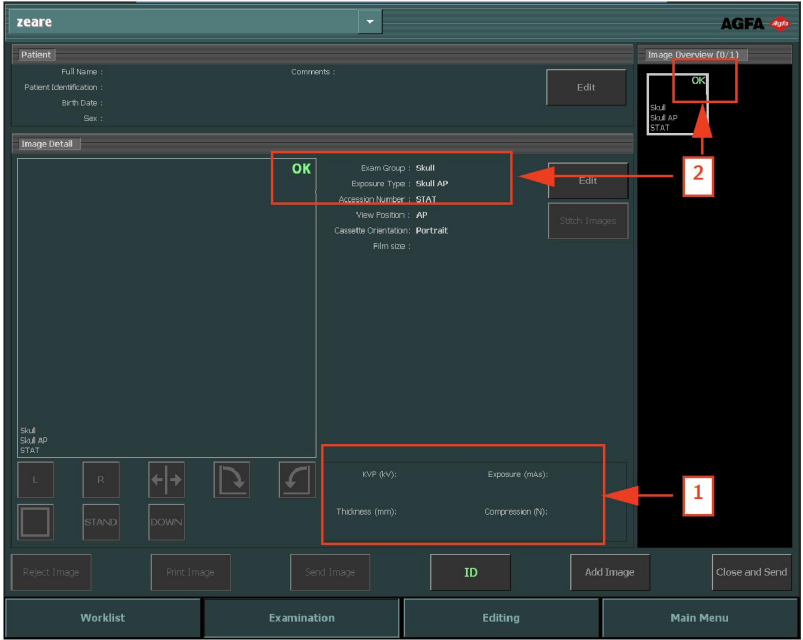 zeare
AGFA Agfa
Patient
Full Name :
Comments :
Patient Identification :
Birth Date :
Sex :
Edit
Image Overview (0/1)
OK
Skull
Skull AP
STAT
Image Detail
OK
Exam Group : Skull
Exposure Type : Skull AP
Accession Number : STAT
View Position : AP
Cassette Orientation: Portrait
Film size :
Edit
Stitch Images
2
Skull
Skull AP
STAT
L
R
STAND
DOWN
KVP (kV):
Exposure (mAs):
Thickness (mm):
Compression (N):
1
Reject Image
Print Image
Send Image
ID
Add Image
Close and Send
Worklist
Examination
Editing
Main Menu